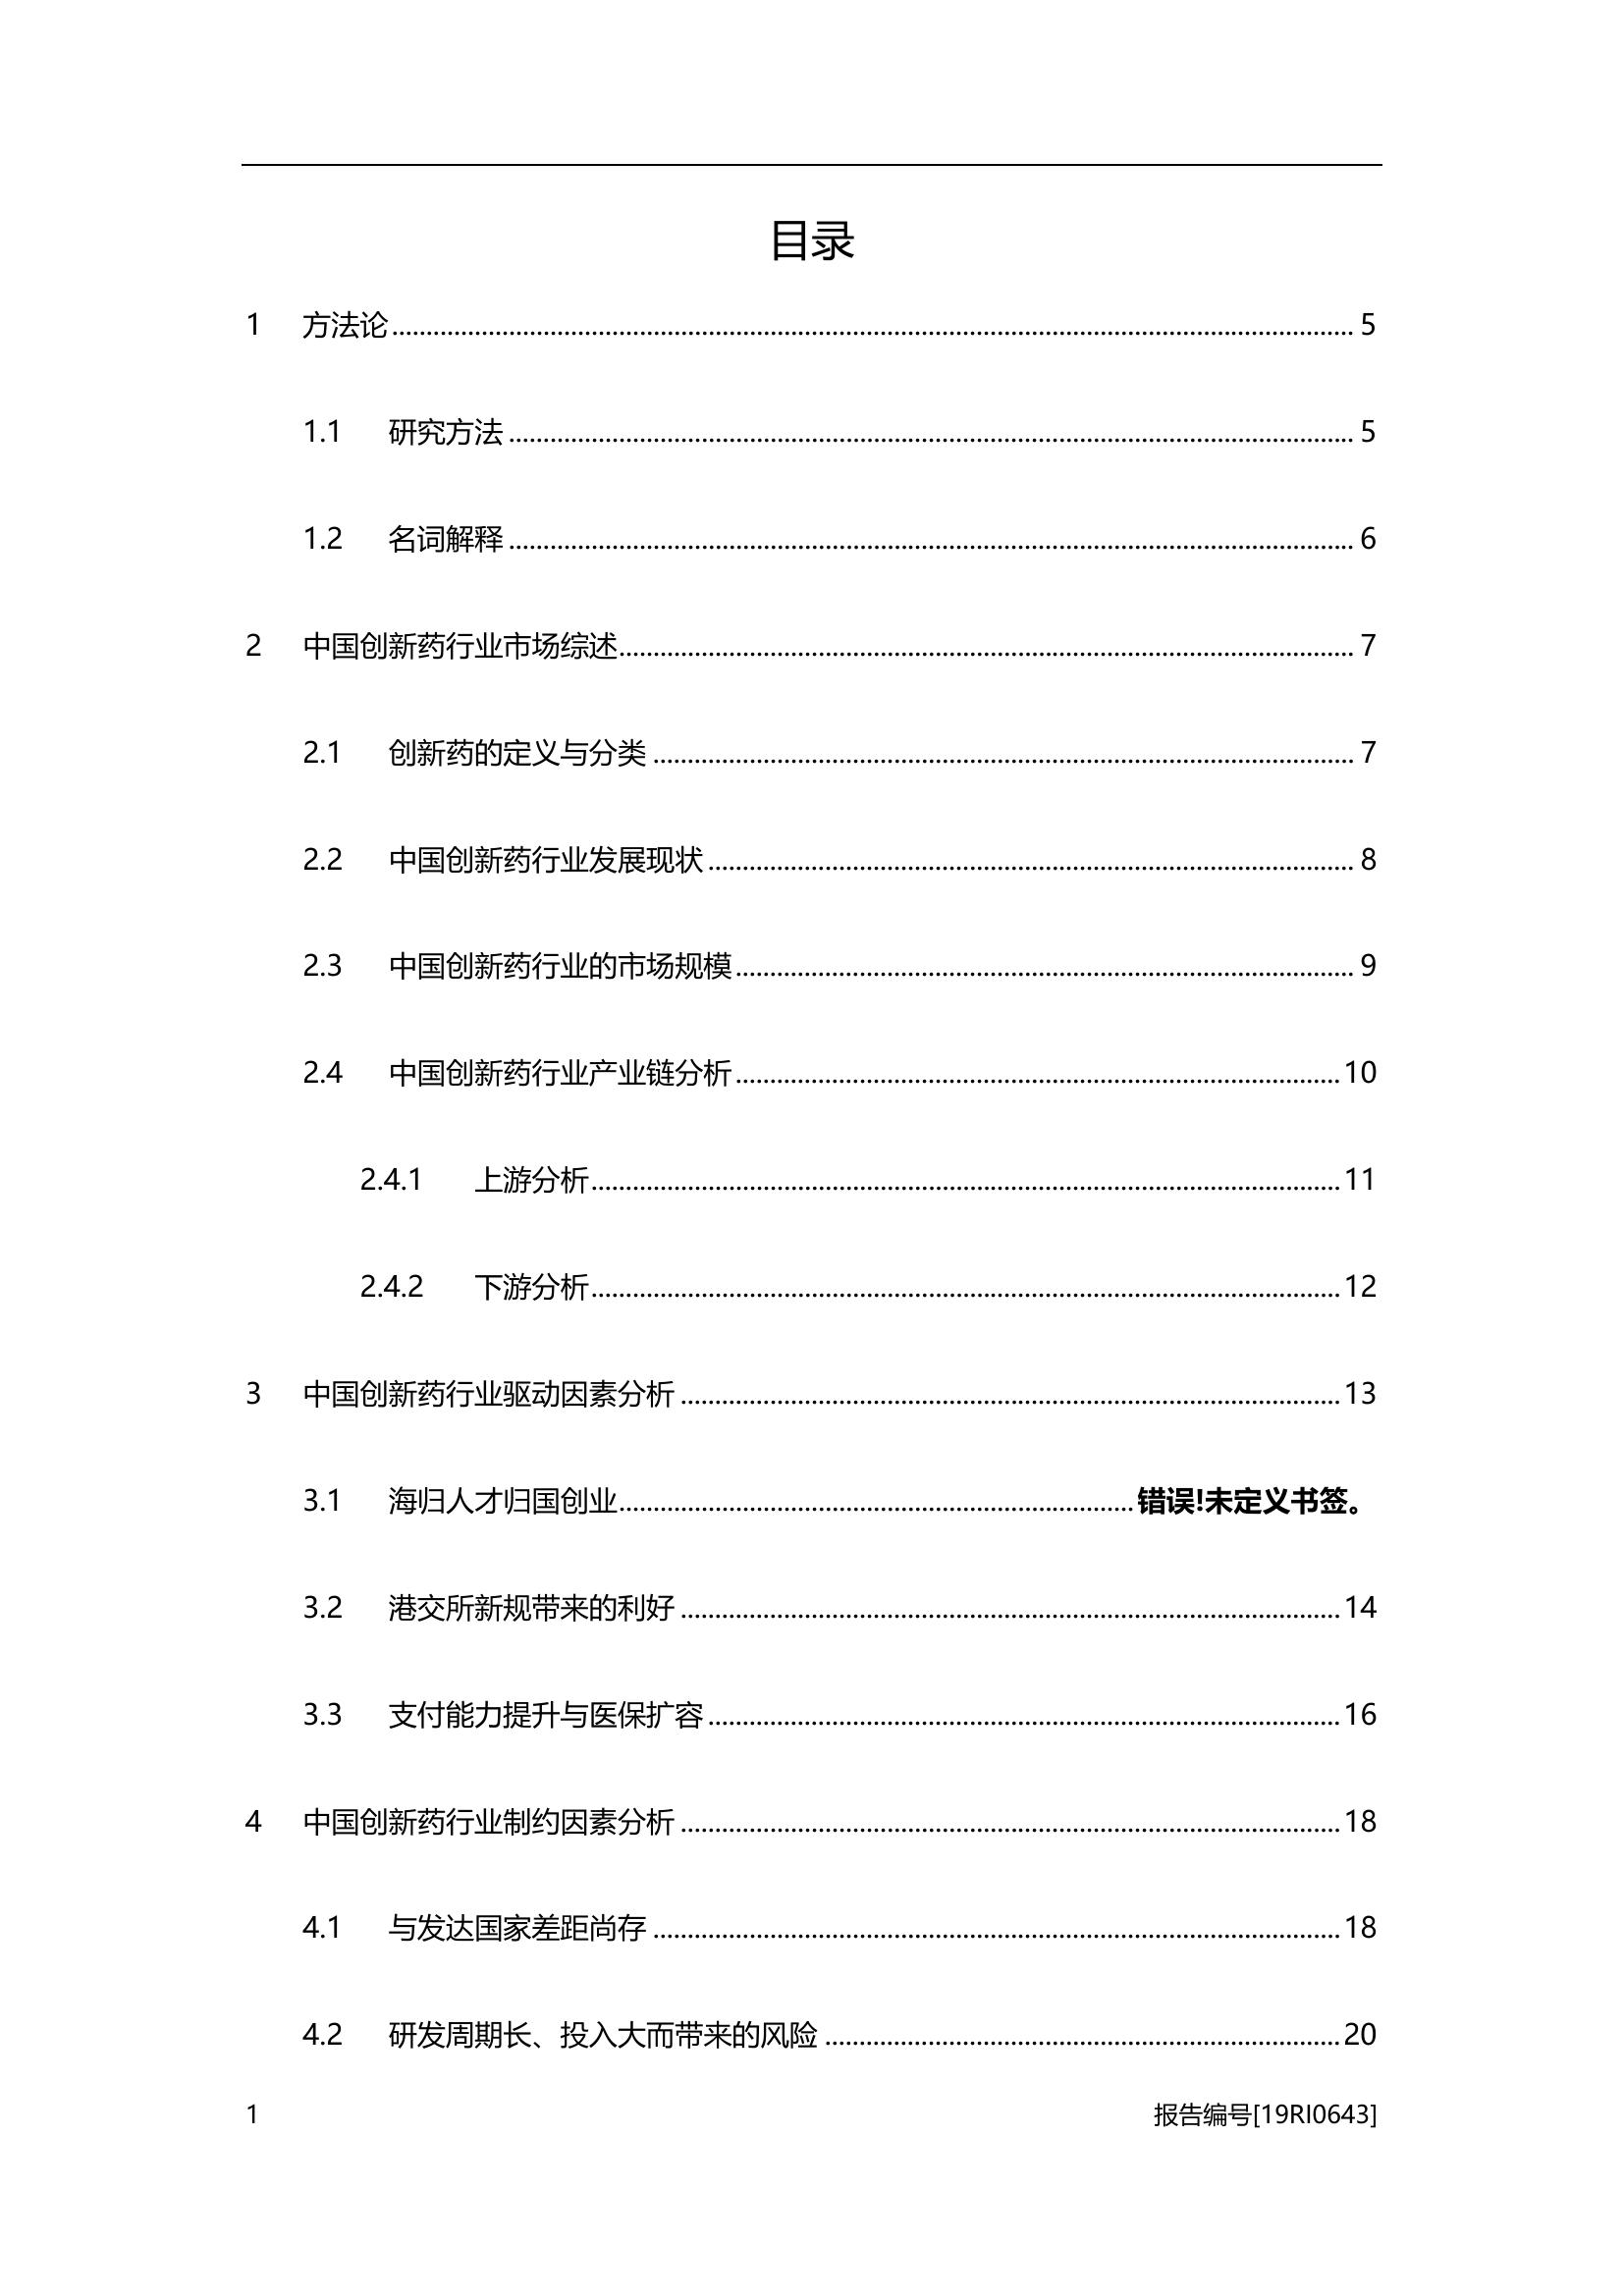 目录
1 方法论........ 5
1.1 研究方法........ 5
1.2 名词解释........ 6
2 中国创新药行业市场综述........ 7
2.1 创新药的定义与分类........ 7
2.2 中国创新药行业发展现状........ 8
2.3 中国创新药行业的市场规模........ 9
2.4 中国创新药行业产业链分析........ 10
2.4.1 上游分析........ 11
2.4.2 下游分析........ 12
3 中国创新药行业驱动因素分析........ 13
3.1 海归人才归国创业........ 错误!未定义书签。
3.2 港交所新规带来的利好........ 14
3.3 支付能力提升与医保扩容........ 16
4 中国创新药行业制约因素分析........ 18
4.1 与发达国家差距尚存........ 18
4.2 研发周期长、投入大而带来的风险........ 20
1 报告编号[19RI0643]